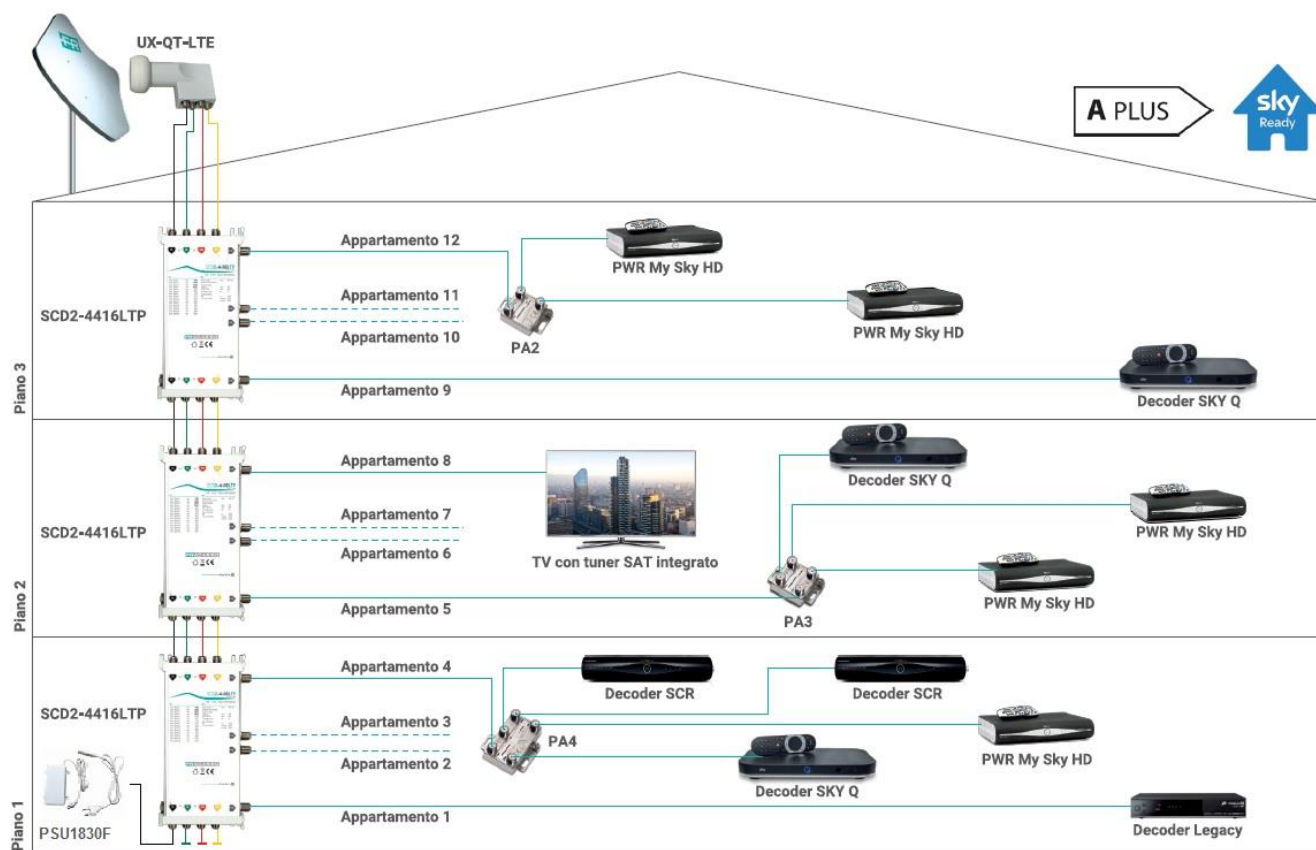 UX-QT-LTE
A PLUS
sky
Ready
Piano 3
SCD2-4416LTP
Appartamento 12
Appartamento 11
Appartamento 10
Appartamento 9
PA2
PWR My Sky HD
PWR My Sky HD
Decoder SKY Q
Piano 2
SCD2-4416LTP
Appartamento 8
Appartamento 7
Appartamento 6
Appartamento 5
TV con tuner SAT integrato
PA3
Decoder SKY Q
PWR My Sky HD
PWR My Sky HD
Piano 1
SCD2-4416LTP
PSU1830F
Appartamento 4
Appartamento 3
Appartamento 2
Appartamento 1
PA4
Decoder SCR
Decoder SCR
PWR My Sky HD
Decoder SKY Q
Decoder Legacy